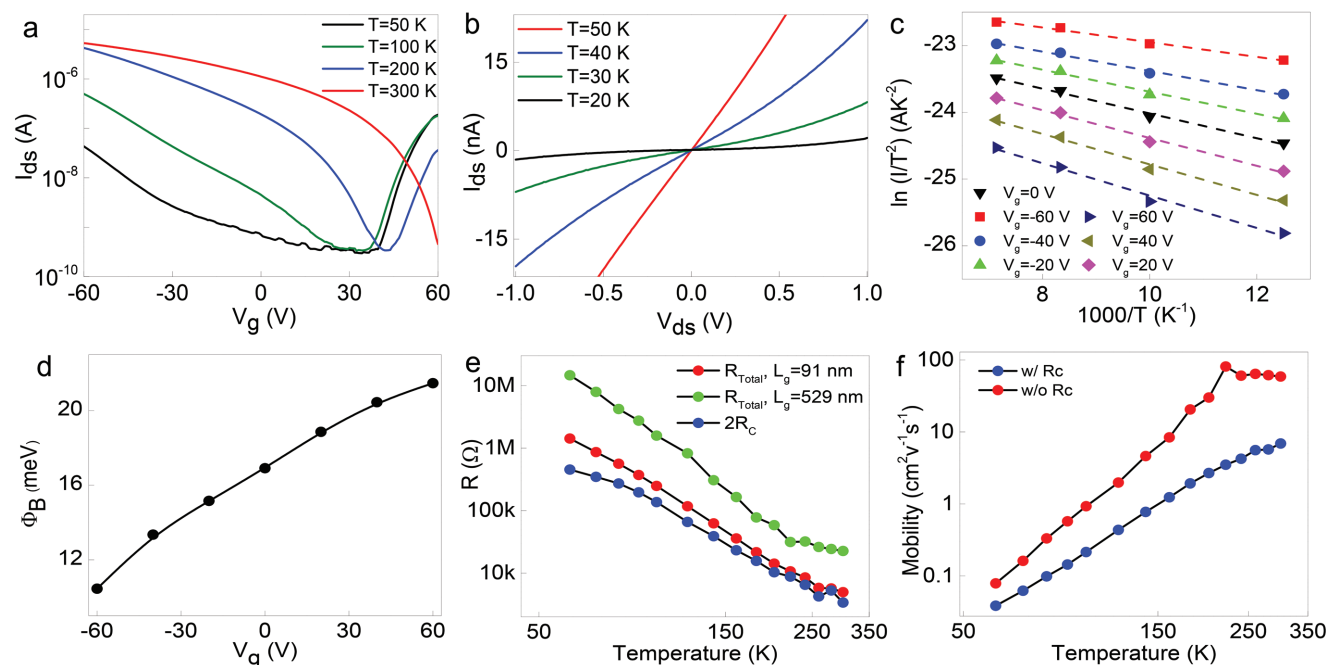 a
T=50 K
T=100 K
T=200 K
T=300 K
10⁻⁶
10⁻⁸
10⁻¹⁰
I_ds (A)
-60 -30 0 30 60
V_g (V)
b
T=50 K
T=40 K
T=30 K
T=20 K
15
0
-15
I_ds (nA)
-1.0 -0.5 0.0 0.5 1.0
V_ds (V)
c
-23
-24
-25
-26
ln (I/T²) (AK⁻²)
V_g=0 V
V_g=-60 V V_g=60 V
V_g=-40 V V_g=40 V
V_g=-20 V V_g=20 V
8 10 12
1000/T (K⁻¹)
d
20
16
12
Φ_B (meV)
-60 -30 0 30 60
V_g (V)
e
R_Total, L_g=91 nm
R_Total, L_g=529 nm
2R_C
10M
1M
100k
10k
R (Ω)
50 150 250 350
Temperature (K)
f
w/ Rc
w/o Rc
100
10
1
0.1
Mobility (cm²v⁻¹s⁻¹)
50 150 250 350
Temperature (K)